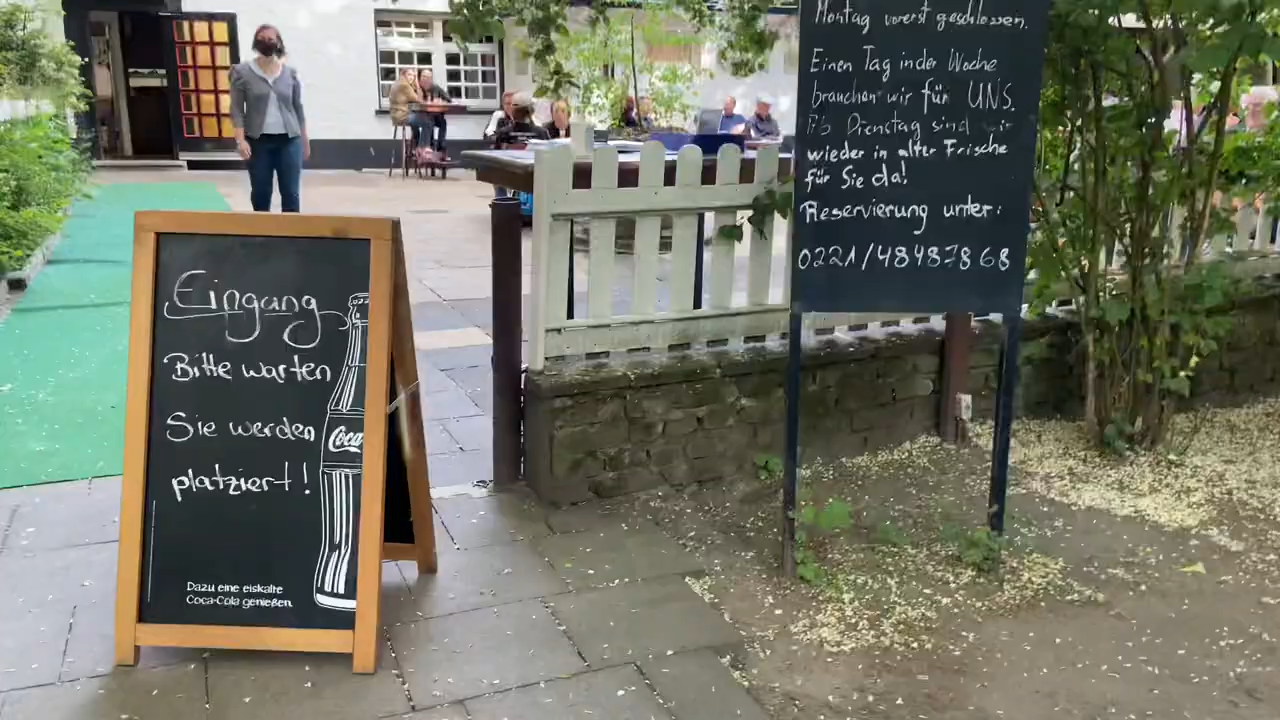 Eingang
Bitte warten
Sie werden
platziert!
Coca
Dazu eine eiskalte
Coca-Cola genießen.
Montag vorerst geschlossen.
Einen Tag in der Woche
brauchen wir für UNS.
Ab Dienstag sind wir
wieder in alter Frische
für Sie da!
Reservierung unter:
0221/48487868